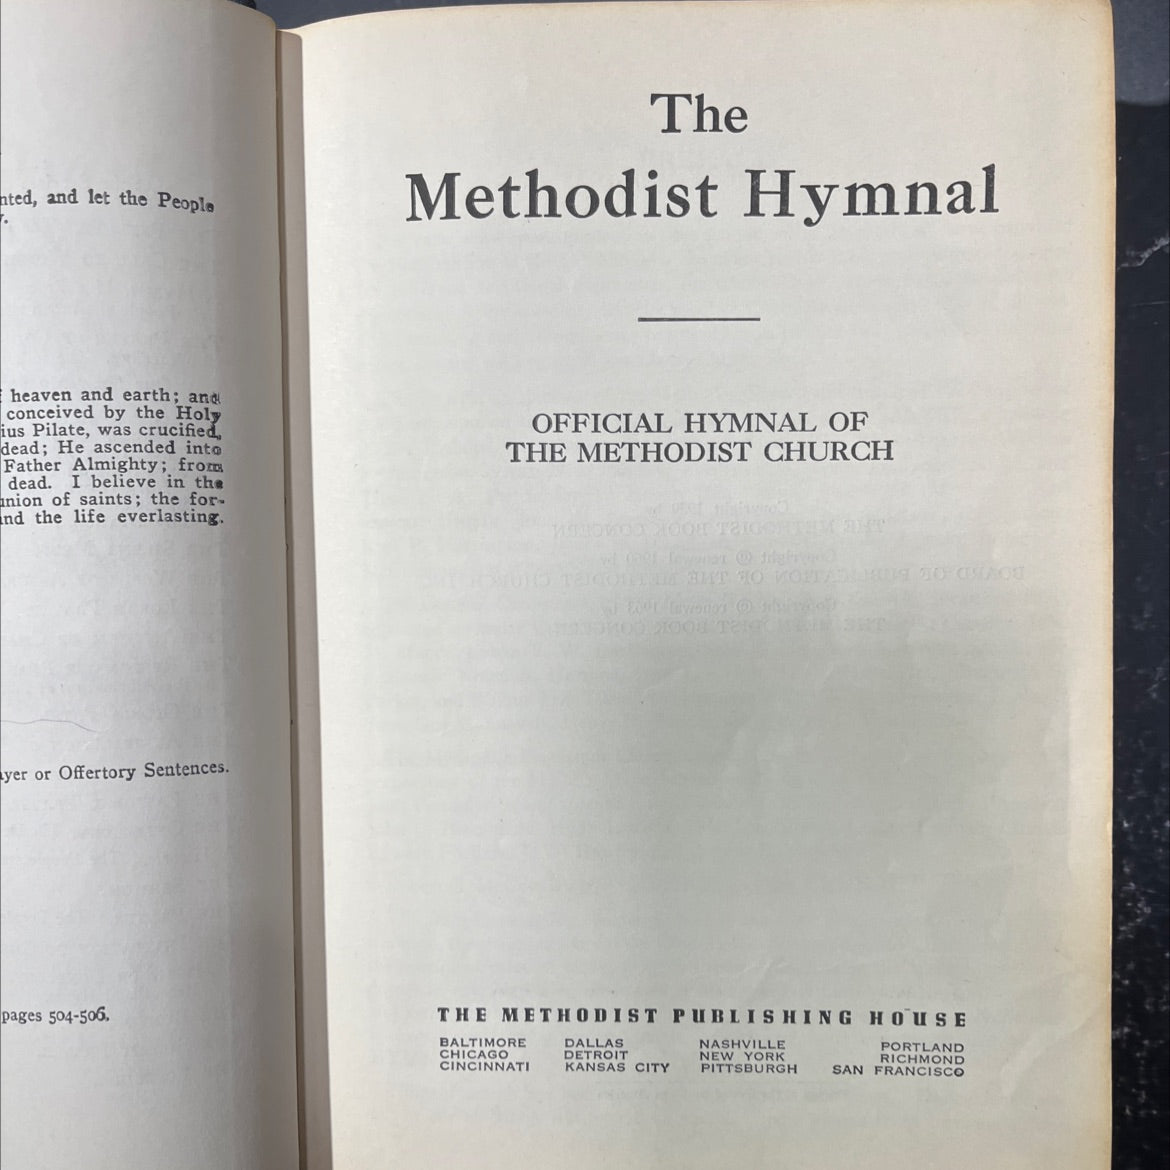 nted, and let the People
y.
f heaven and earth; and
conceived by the Holy
ius Pilate, was crucified,
dead; He ascended into
Father Almighty; from
dead. I believe in the
nion of saints; the for-
nd the life everlasting.
ayer or Offertory Sentences.
pages 504-506.
The
Methodist Hymnal
OFFICIAL HYMNAL OF
THE METHODIST CHURCH
THE METHODIST PUBLISHING HOUSE
BALTIMORE DALLAS NASHVILLE PORTLAND
CHICAGO DETROIT NEW YORK RICHMOND
CINCINNATI KANSAS CITY PITTSBURGH SAN FRANCISCO